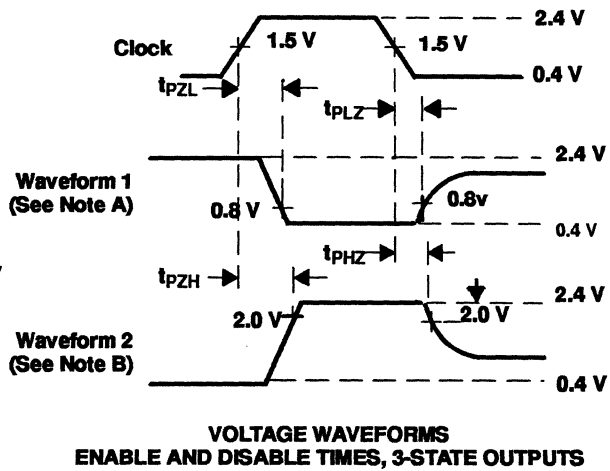 2.4 V
Clock
1.5 V
1.5 V
0.4 V
tPZL
tPLZ
2.4 V
Waveform 1
(See Note A)
0.8 V
0.8v
0.4 V
tPHZ
tPZH
2.4 V
2.0 V
2.0 V
Waveform 2
(See Note B)
0.4 V
VOLTAGE WAVEFORMS
ENABLE AND DISABLE TIMES, 3-STATE OUTPUTS